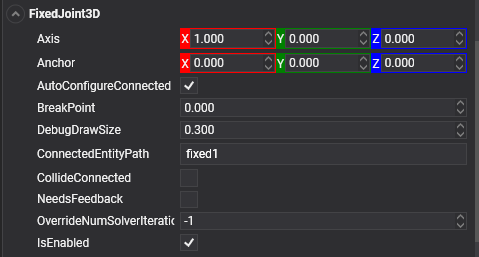 FixedJoint3D
Axis X 1.000 Y 0.000 Z 0.000
Anchor X 0.000 Y 0.000 Z 0.000
AutoConfigureConnected
BreakPoint 0.000
DebugDrawSize 0.300
ConnectedEntityPath fixed1
CollideConnected
NeedsFeedback
OverrideNumSolverIteratic -1
IsEnabled